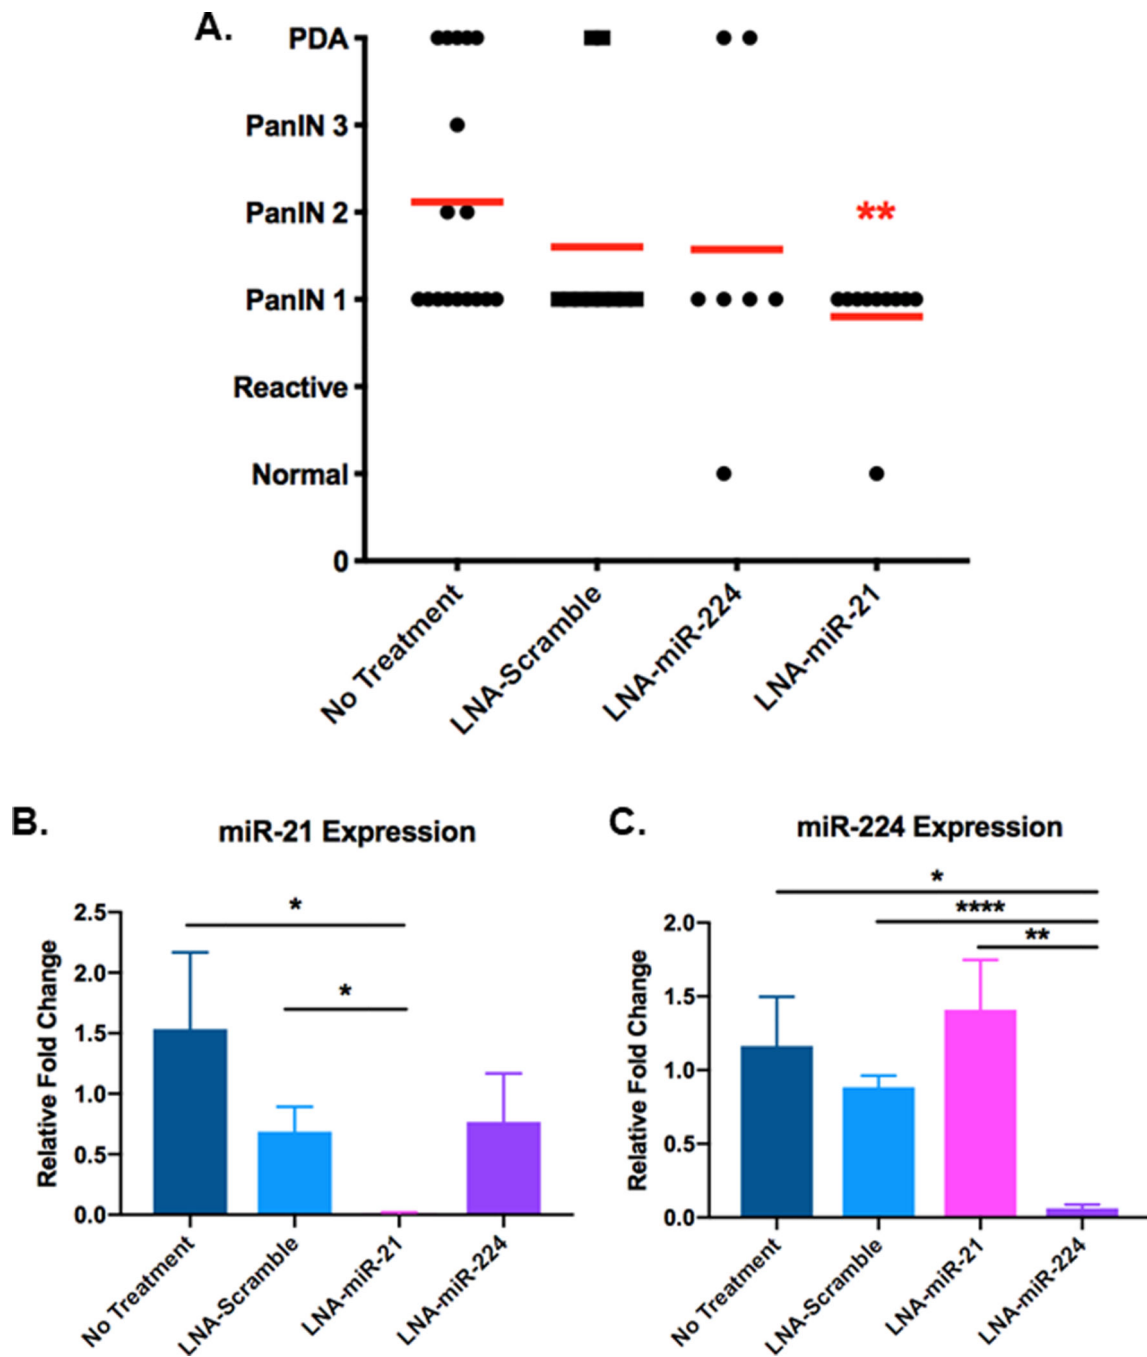 A.
PDA
PanIN 3
PanIN 2
**
PanIN 1
Reactive
Normal
0
No Treatment
LNA-Scramble
LNA-miR-224
LNA-miR-21
B.
miR-21 Expression
Relative Fold Change
2.5
2.0
1.5
1.0
0.5
0.0
*
*
No Treatment
LNA-Scramble
LNA-miR-21
LNA-miR-224
C.
miR-224 Expression
Relative Fold Change
2.0
1.5
1.0
0.5
0.0
*
****
**
No Treatment
LNA-Scramble
LNA-miR-21
LNA-miR-224